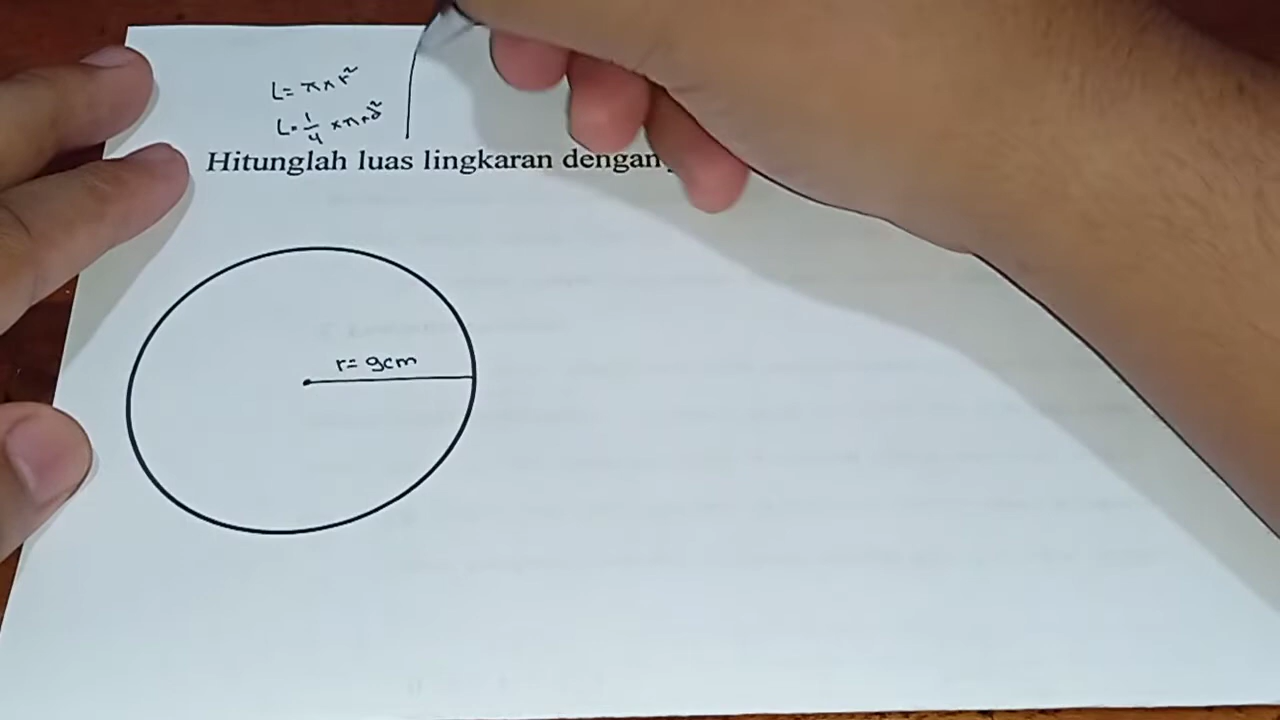 L = π x r²
L = 1/4 x π x d²
Hitunglah luas lingkaran dengan
r = 9cm